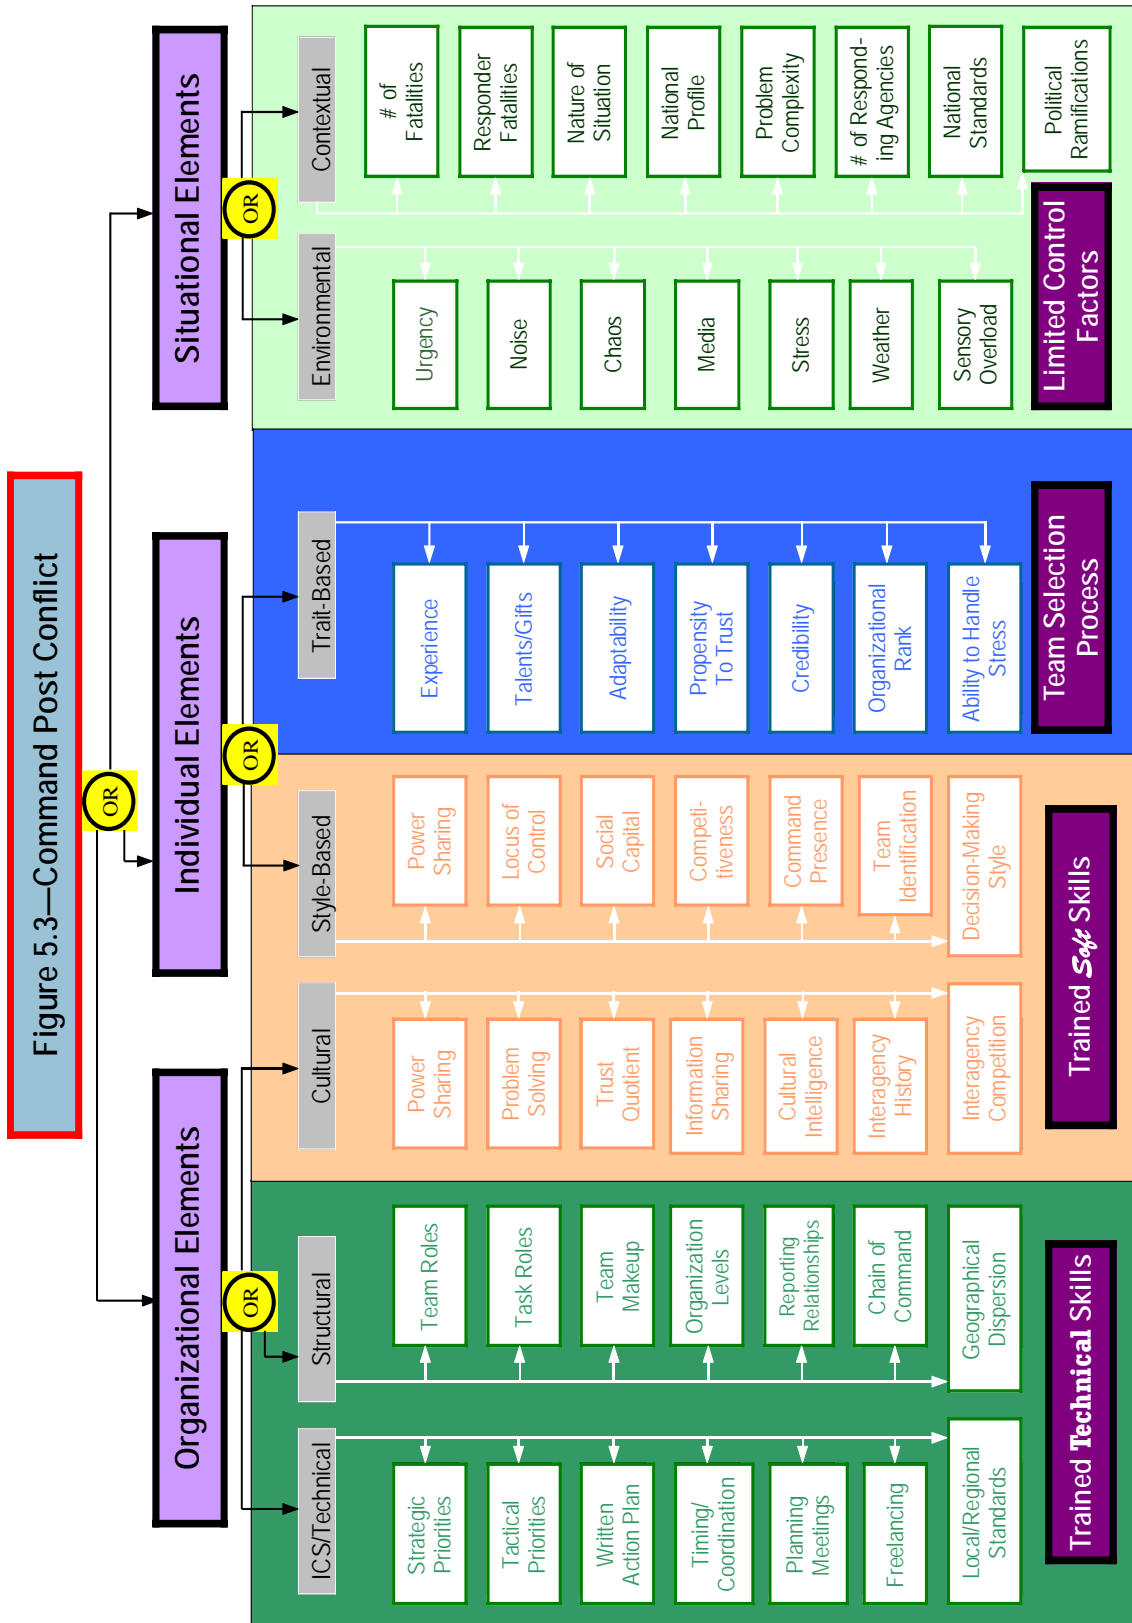 Figure 5.3—Command Post Conflict
OR
Organizational Elements
Individual Elements
Situational Elements
OR
OR
OR
ICS/Technical
Structural
Cultural
Style-Based
Trait-Based
Environmental
Contextual
Strategic
Priorities
Tactical
Priorities
Written
Action Plan
Timing/
Coordination
Planning
Meetings
Freelancing
Local/Regional
Standards
Team Roles
Task Roles
Team
Makeup
Organization
Levels
Reporting
Relationships
Chain of
Command
Geographical
Dispersion
Power
Sharing
Problem
Solving
Trust
Quotient
Information
Sharing
Cultural
Intelligence
Interagency
History
Interagency
Competition
Power
Sharing
Locus of
Control
Social
Capital
Competi-
tiveness
Command
Presence
Team
Identification
Decision-Making
Style
Experience
Talents/Gifts
Adaptability
Propensity
To Trust
Credibility
Organizational
Rank
Ability to Handle
Stress
Urgency
Noise
Chaos
Media
Stress
Weather
Sensory
Overload
# of
Fatalities
Responder
Fatalities
Nature of
Situation
National
Profile
Problem
Complexity
# of Respond-
ing Agencies
National
Standards
Political
Ramifications
Trained Technical Skills
Trained Soft Skills
Team Selection
Process
Limited Control
Factors